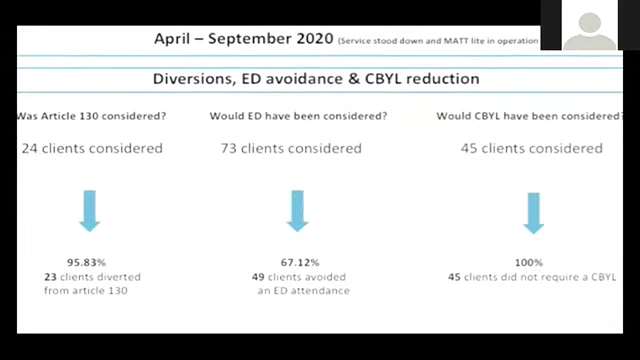 April – September 2020 (Service stood down and MATT lite in operation
Diversions, ED avoidance & CBYL reduction
Was Article 130 considered?
24 clients considered
95.83%
23 clients diverted
from article 130
Would ED have been considered?
73 clients considered
67.12%
49 clients avoided
an ED attendance
Would CBYL have been considered?
45 clients considered
100%
45 clients did not require a CBYL